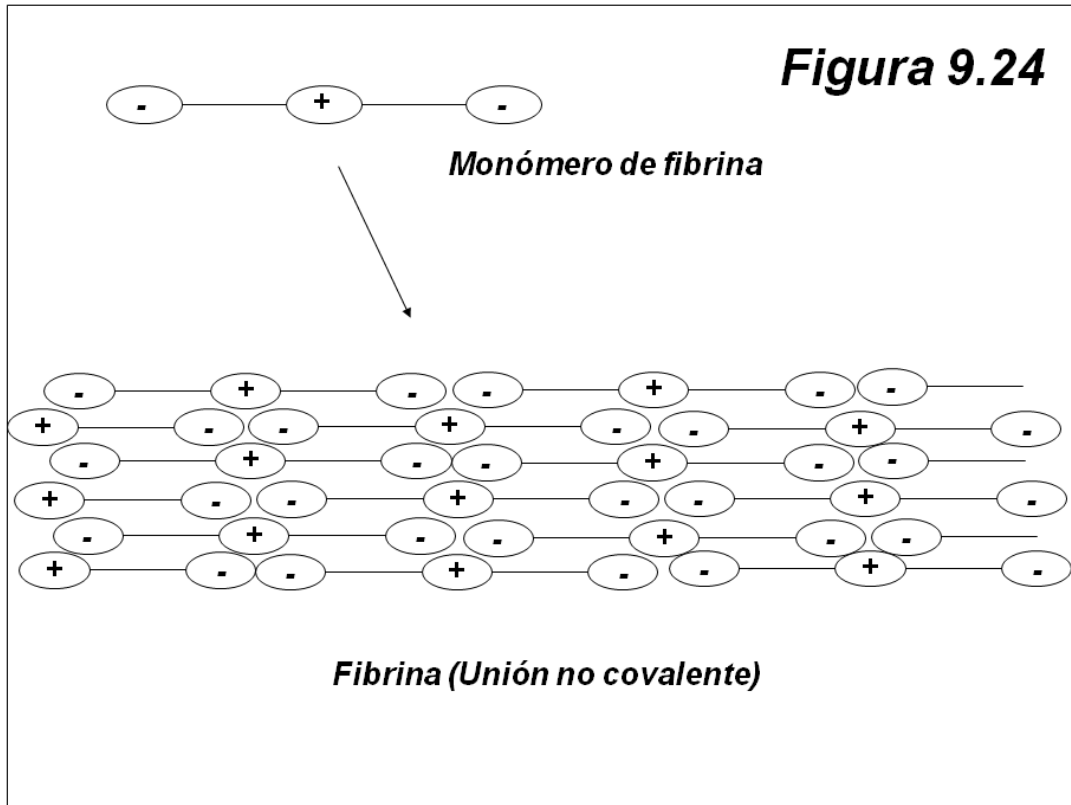 Figura 9.24
- + -
Monómero de fibrina
- + - - + - -
+ - - + - - + -
- + - - + - -
+ - - + - - + -
- + - - + - -
+ - - + - - + -
Fibrina (Unión no covalente)